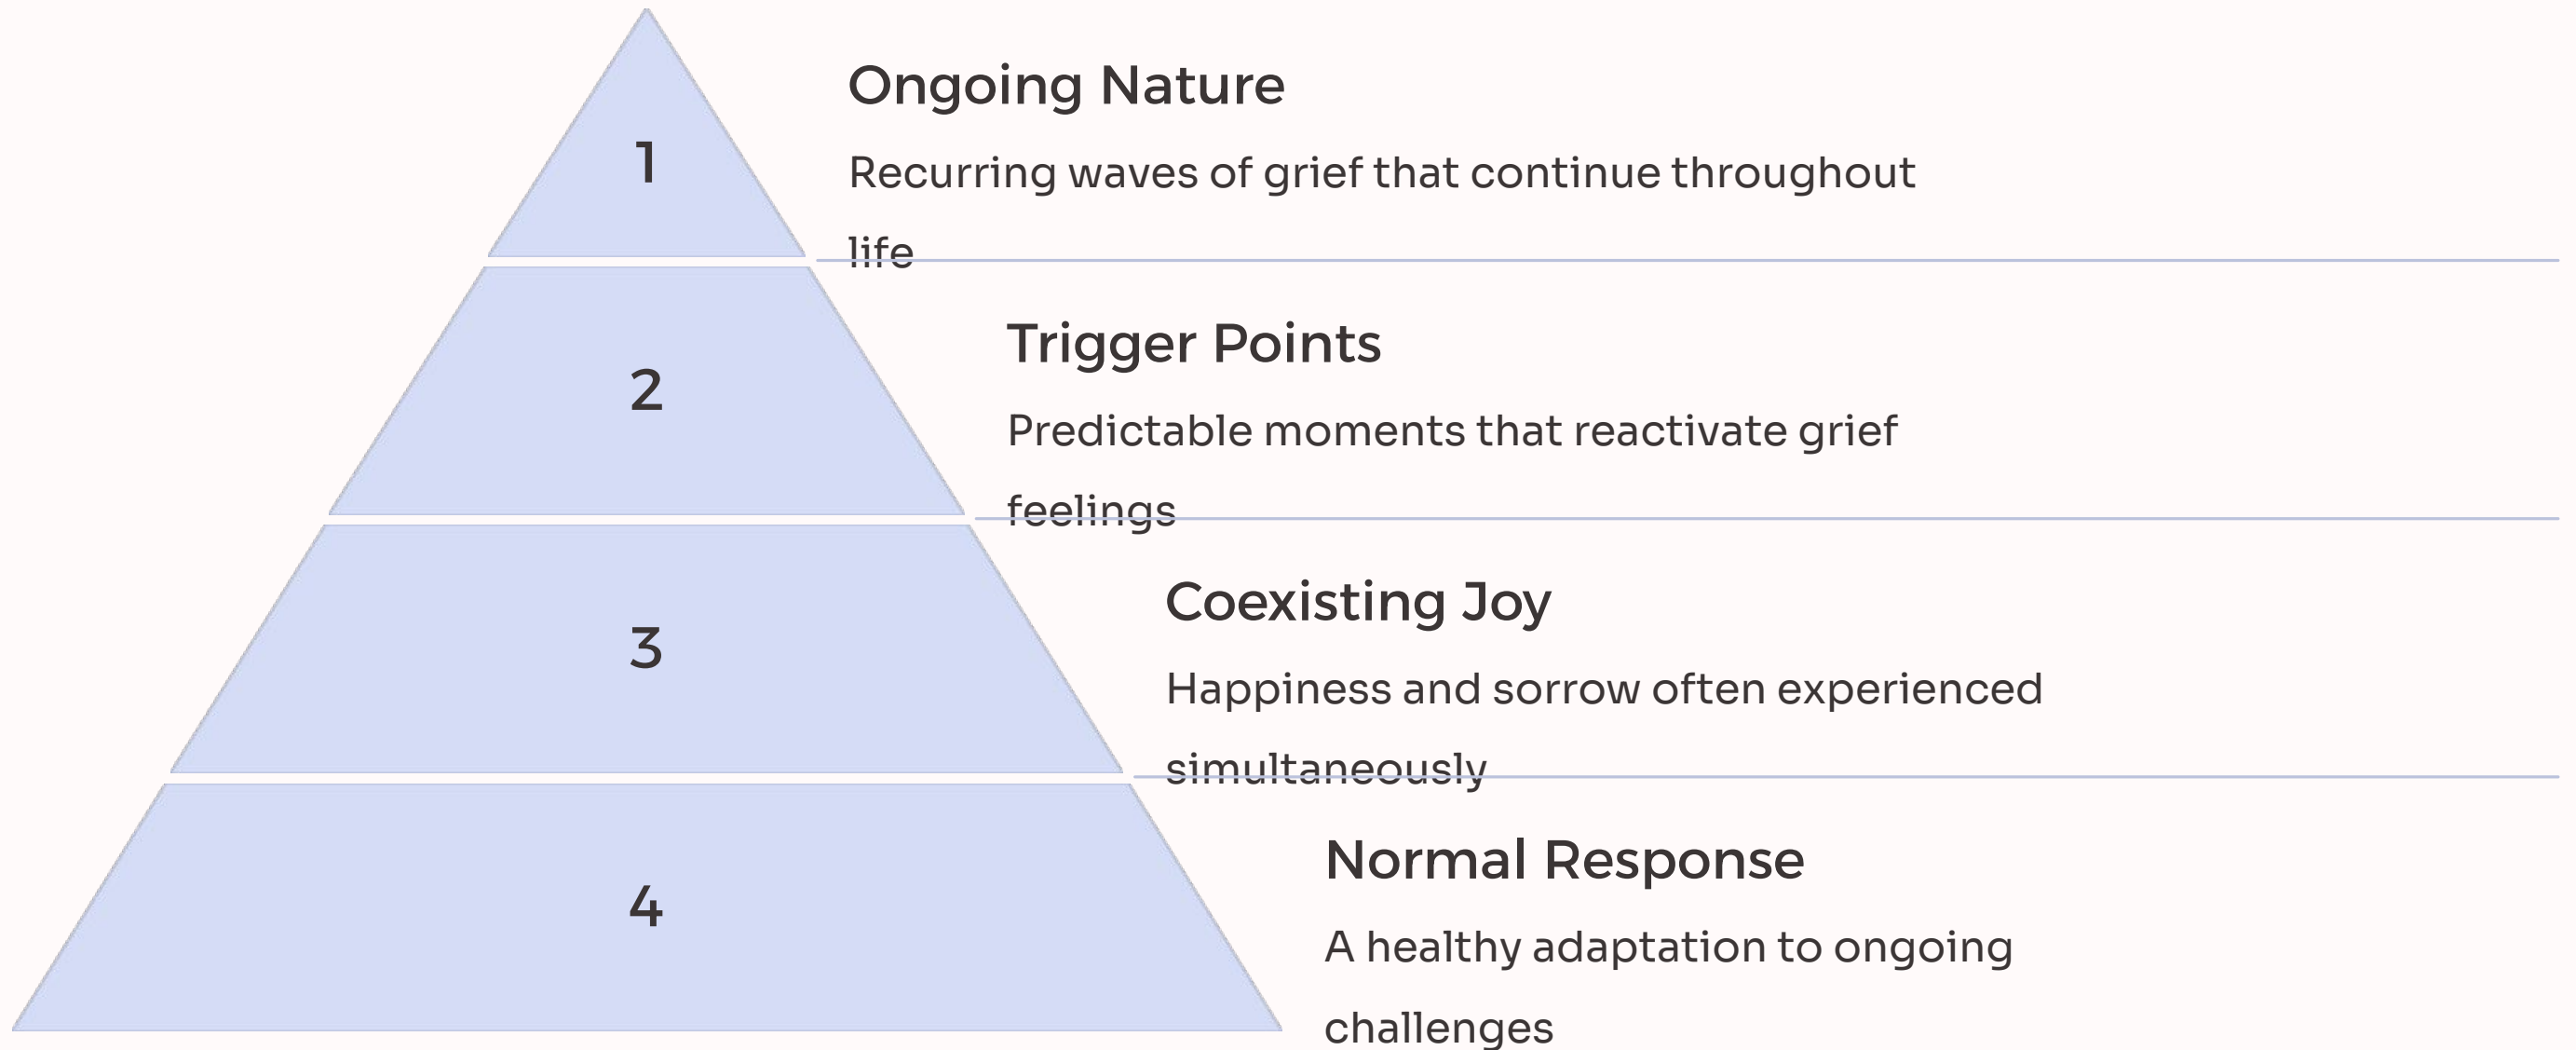 1
Ongoing Nature
Recurring waves of grief that continue throughout
life
2
Trigger Points
Predictable moments that reactivate grief
feelings
3
Coexisting Joy
Happiness and sorrow often experienced
simultaneously
4
Normal Response
A healthy adaptation to ongoing
challenges